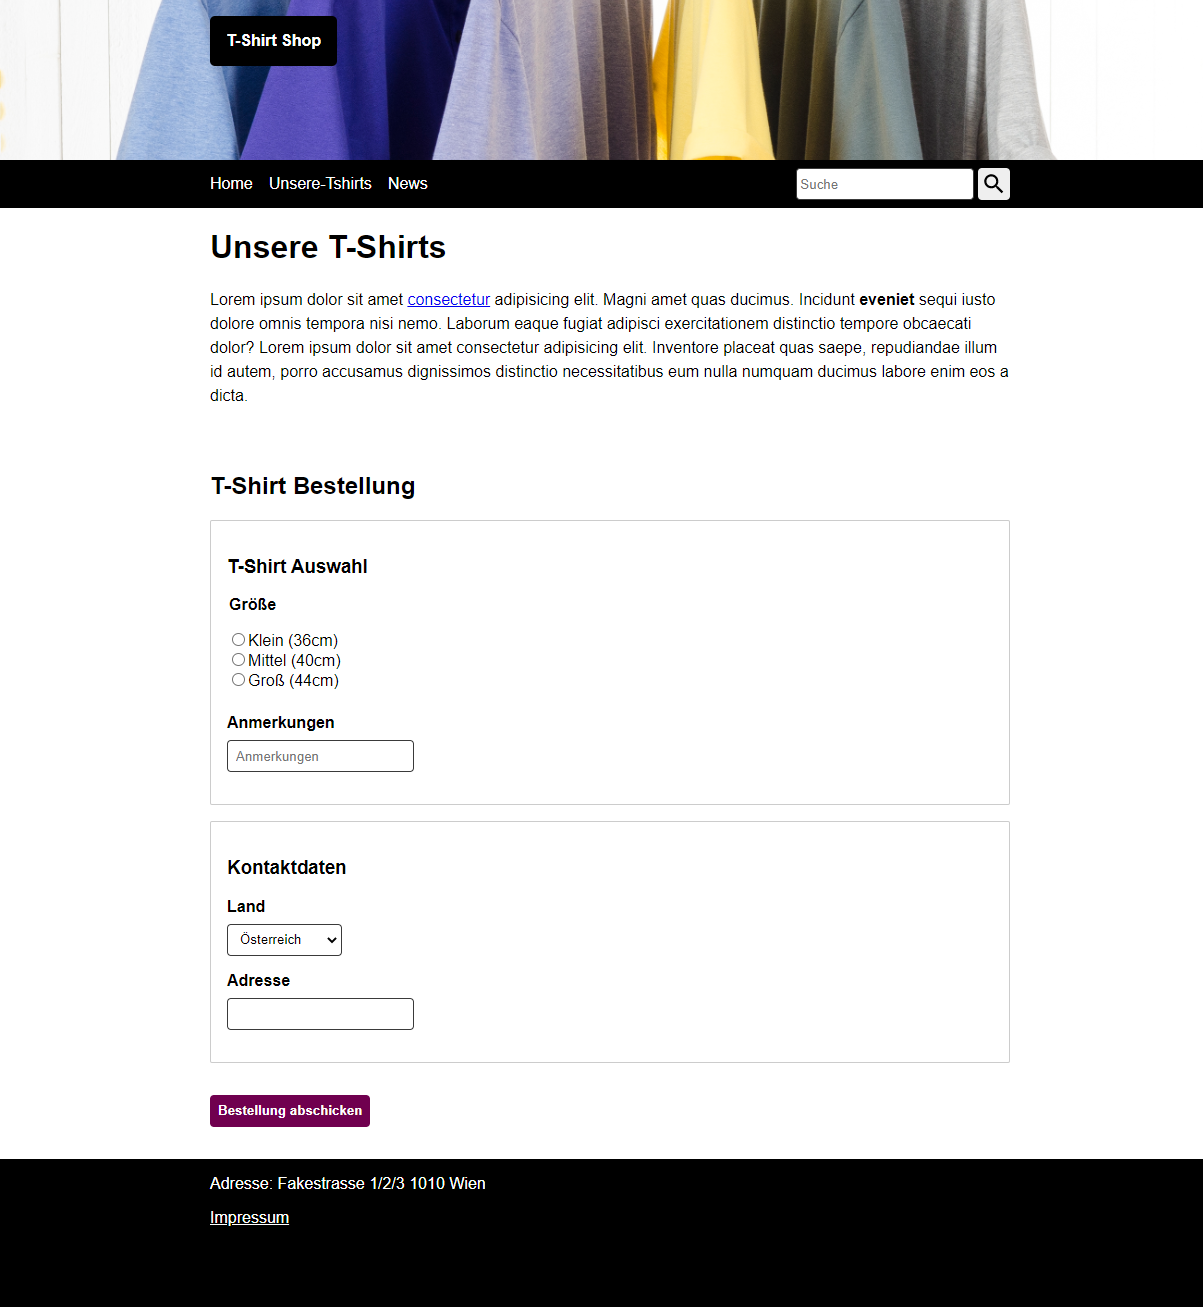 T-Shirt Shop
Home Unsere-Tshirts News Suche
Unsere T-Shirts
Lorem ipsum dolor sit amet consectetur adipisicing elit. Magni amet quas ducimus. Incidunt eveniet sequi iusto
dolore omnis tempora nisi nemo. Laborum eaque fugiat adipisci exercitationem distinctio tempore obcaecati
dolor? Lorem ipsum dolor sit amet consectetur adipisicing elit. Inventore placeat quas saepe, repudiandae illum
id autem, porro accusamus dignissimos distinctio necessitatibus eum nulla numquam ducimus labore enim eos a
dicta.
T-Shirt Bestellung
T-Shirt Auswahl
Größe
Klein (36cm)
Mittel (40cm)
Groß (44cm)
Anmerkungen
Anmerkungen
Kontaktdaten
Land
Österreich
Adresse
Bestellung abschicken
Adresse: Fakestrasse 1/2/3 1010 Wien
Impressum